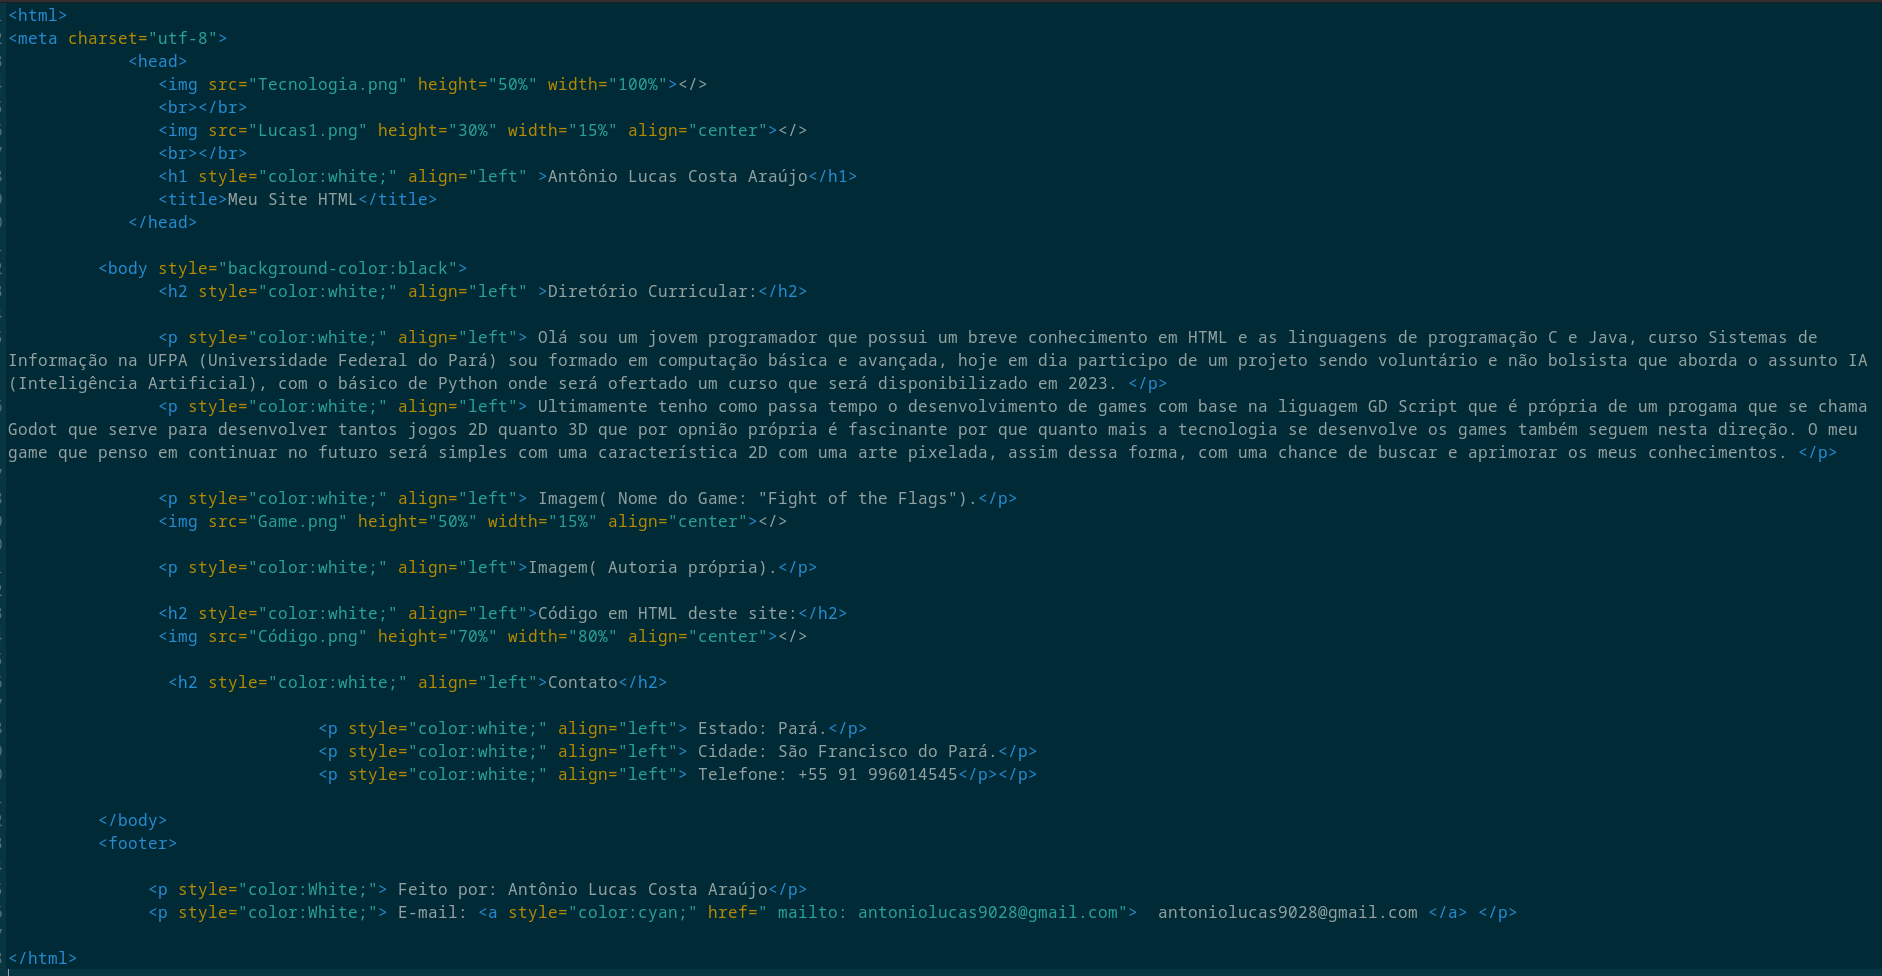 <html>
<meta charset="utf-8">
<head>
<img src="Tecnologia.png" height="50%" width="100%"></>
<br></br>
<img src="Lucas1.png" height="30%" width="15%" align="center"></>
<br></br>
<h1 style="color:white;" align="left" >Antônio Lucas Costa Araújo</h1>
<title>Meu Site HTML</title>
</head>
<body style="background-color:black">
<h2 style="color:white;" align="left" >Diretório Curricular:</h2>
<p style="color:white;" align="left"> Olá sou um jovem programador que possui um breve conhecimento em HTML e as linguagens de programação C e Java, curso Sistemas de
Informação na UFPA (Universidade Federal do Pará) sou formado em computação básica e avançada, hoje em dia participo de um projeto sendo voluntário e não bolsista que aborda o assunto IA
(Inteligência Artificial), com o básico de Python onde será ofertado um curso que será disponibilizado em 2023. </p>
<p style="color:white;" align="left"> Ultimamente tenho como passa tempo o desenvolvimento de games com base na liguagem GD Script que é própria de um progama que se chama
Godot que serve para desenvolver tantos jogos 2D quanto 3D que por opnião própria é fascinante por que quanto mais a tecnologia se desenvolve os games também seguem nesta direção. O meu
game que penso em continuar no futuro será simples com uma característica 2D com uma arte pixelada, assim dessa forma, com uma chance de buscar e aprimorar os meus conhecimentos. </p>
<p style="color:white;" align="left"> Imagem( Nome do Game: "Fight of the Flags").</p>
<img src="Game.png" height="50%" width="15%" align="center"></>
<p style="color:white;" align="left">Imagem( Autoria própria).</p>
<h2 style="color:white;" align="left">Código em HTML deste site:</h2>
<img src="Código.png" height="70%" width="80%" align="center"></>
<h2 style="color:white;" align="left">Contato</h2>
<p style="color:white;" align="left"> Estado: Pará.</p>
<p style="color:white;" align="left"> Cidade: São Francisco do Pará.</p>
<p style="color:white;" align="left"> Telefone: +55 91 996014545</p></p>
</body>
<footer>
<p style="color:White;"> Feito por: Antônio Lucas Costa Araújo</p>
<p style="color:White;"> E-mail: <a style="color:cyan;" href=" mailto: antoniolucas9028@gmail.com">  antoniolucas9028@gmail.com </a> </p>
</html>